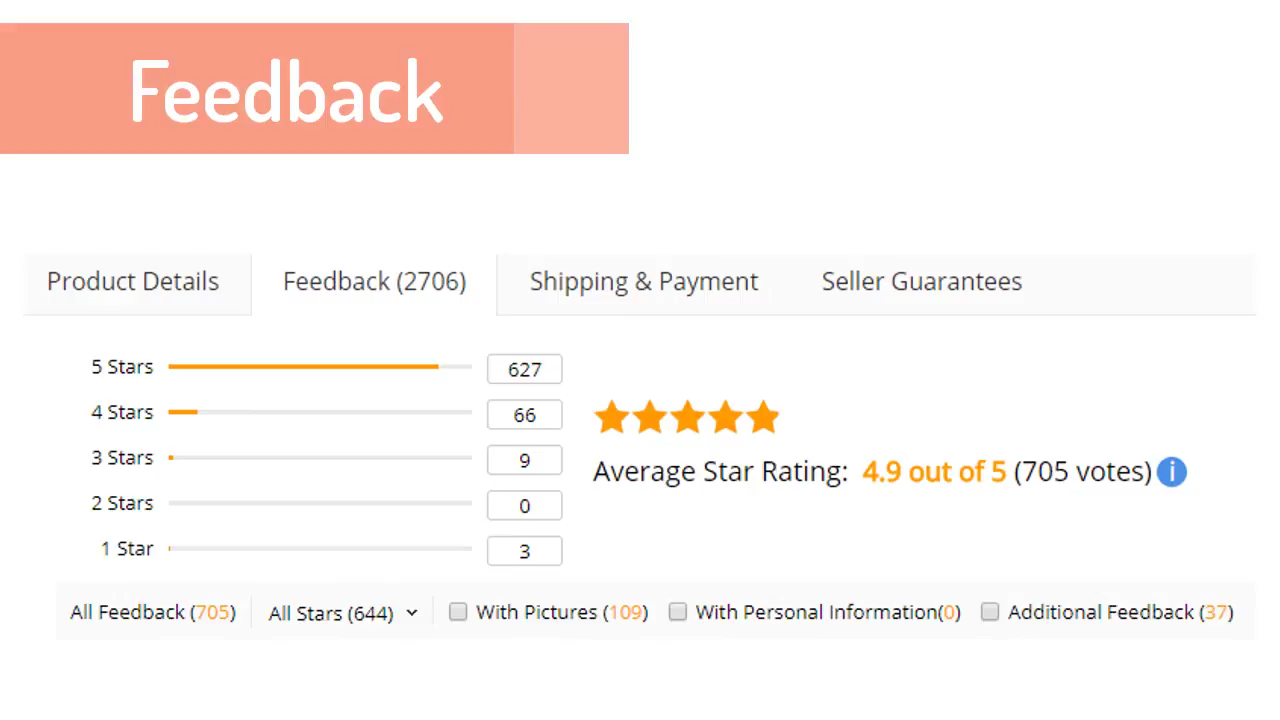 Feedback
Product Details Feedback (2706) Shipping & Payment Seller Guarantees
5 Stars 627
4 Stars 66
3 Stars 9
2 Stars 0
1 Star 3
Average Star Rating: 4.9 out of 5 (705 votes) i
All Feedback (705) All Stars (644) With Pictures (109) With Personal Information(0) Additional Feedback (37)